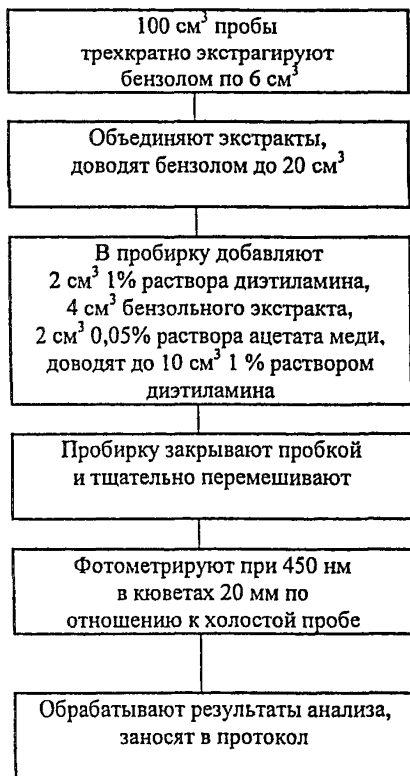 100 см³ пробы
трехкратно экстрагируют
бензолом по 6 см³
Объединяют экстракты,
доводят бензолом до 20 см³
В пробирку добавляют
2 см³ 1% раствора диэтиламина,
4 см³ бензольного экстракта,
2 см³ 0,05% раствора ацетата меди,
доводят до 10 см³ 1 % раствором
диэтиламина
Пробирку закрывают пробкой
и тщательно перемешивают
Фотометрируют при 450 нм
в кюветах 20 мм по
отношению к холостой пробе
Обрабатывают результаты анализа,
заносят в протокол